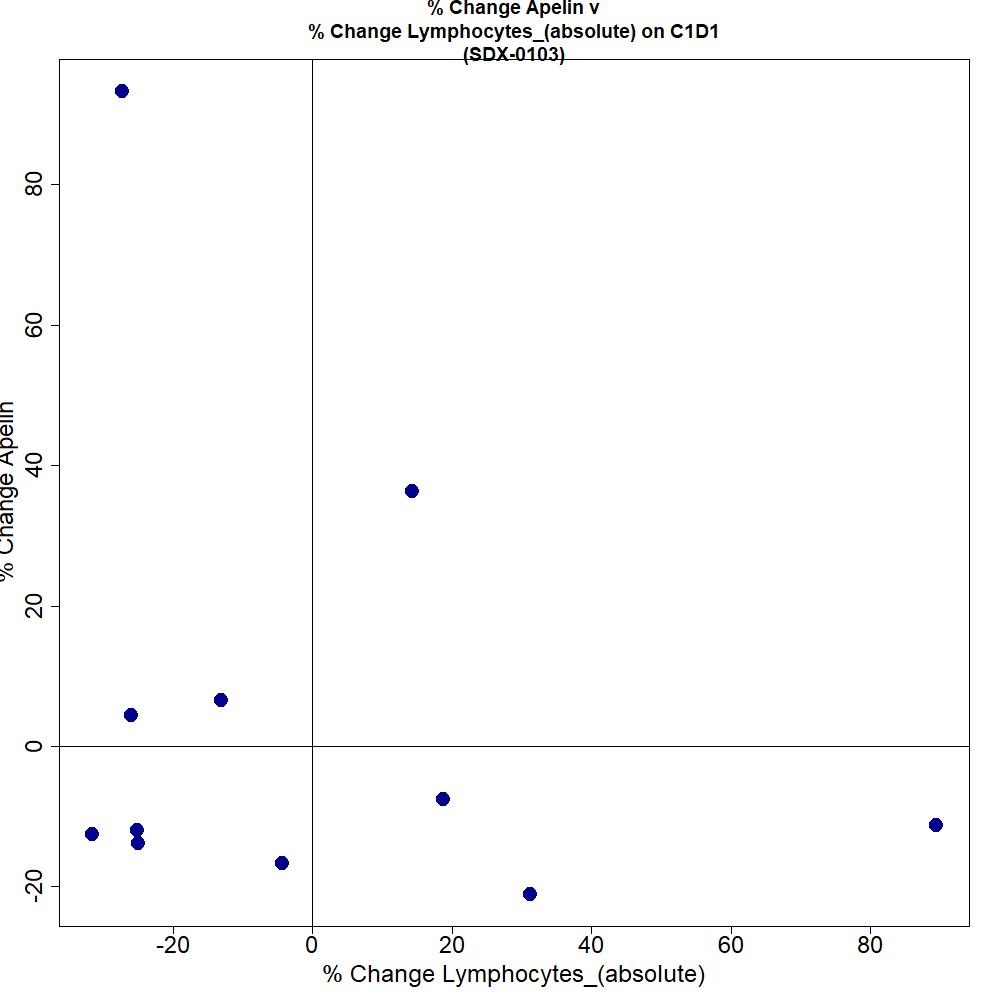 % Change Apelin v
% Change Lymphocytes_(absolute) on C1D1
(SDX-0103)
80
60
40
20
0
-20
% Change Apelin
-20 0 20 40 60 80
% Change Lymphocytes_(absolute)